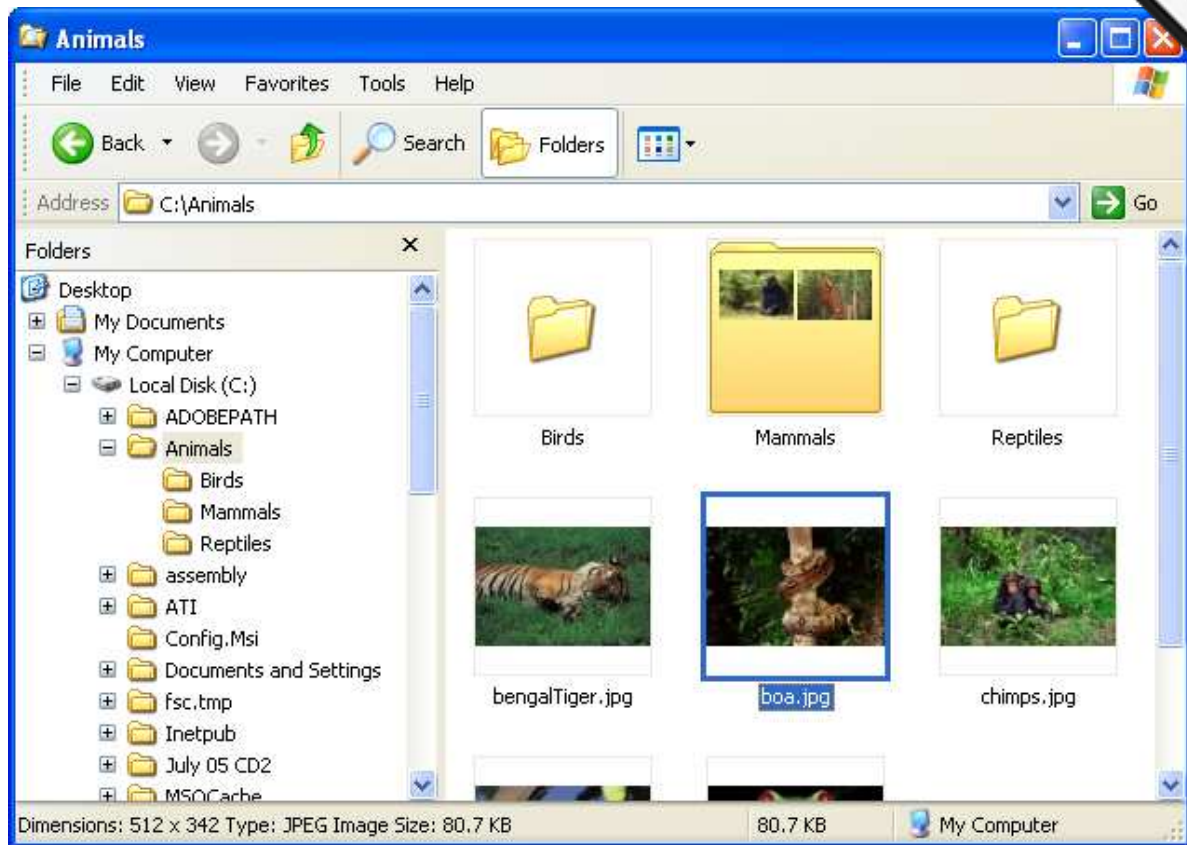 Animals
File Edit View Favorites Tools Help
Back Search Folders
Address C:\Animals Go
Folders
Desktop
My Documents
My Computer
Local Disk (C:)
ADOBEPATH
Animals
Birds
Mammals
Reptiles
assembly
ATI
Config.Msi
Documents and Settings
fsc.tmp
Inetpub
July 05 CD2
MSOCache
Birds Mammals Reptiles
bengalTiger.jpg boa.jpg chimps.jpg
Dimensions: 512 x 342 Type: JPEG Image Size: 80.7 KB 80.7 KB My Computer